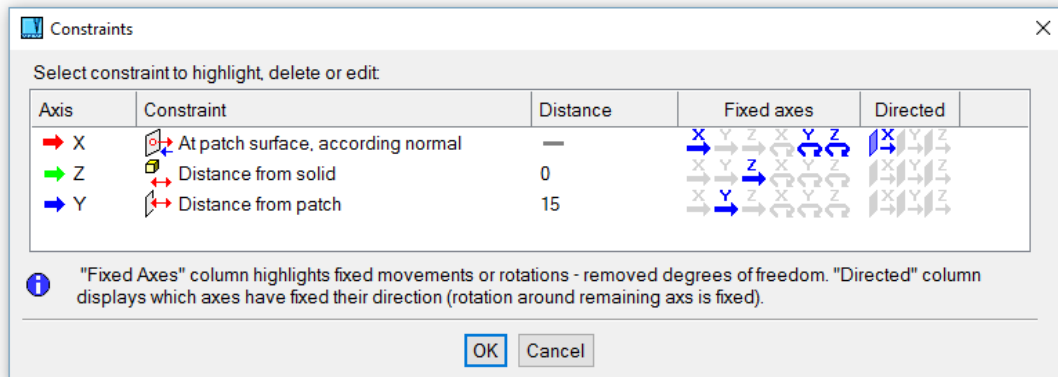 Constraints
Select constraint to highlight, delete or edit:
Axis Constraint Distance Fixed axes Directed
X At patch surface, according normal — X Y Z X Y Z X Y Z
Z Distance from solid 0 X Y Z X Y Z X Y Z
Y Distance from patch 15 X Y Z X Y Z X Y Z
"Fixed Axes" column highlights fixed movements or rotations - removed degrees of freedom. "Directed" column
displays which axes have fixed their direction (rotation around remaining axs is fixed).
OK Cancel